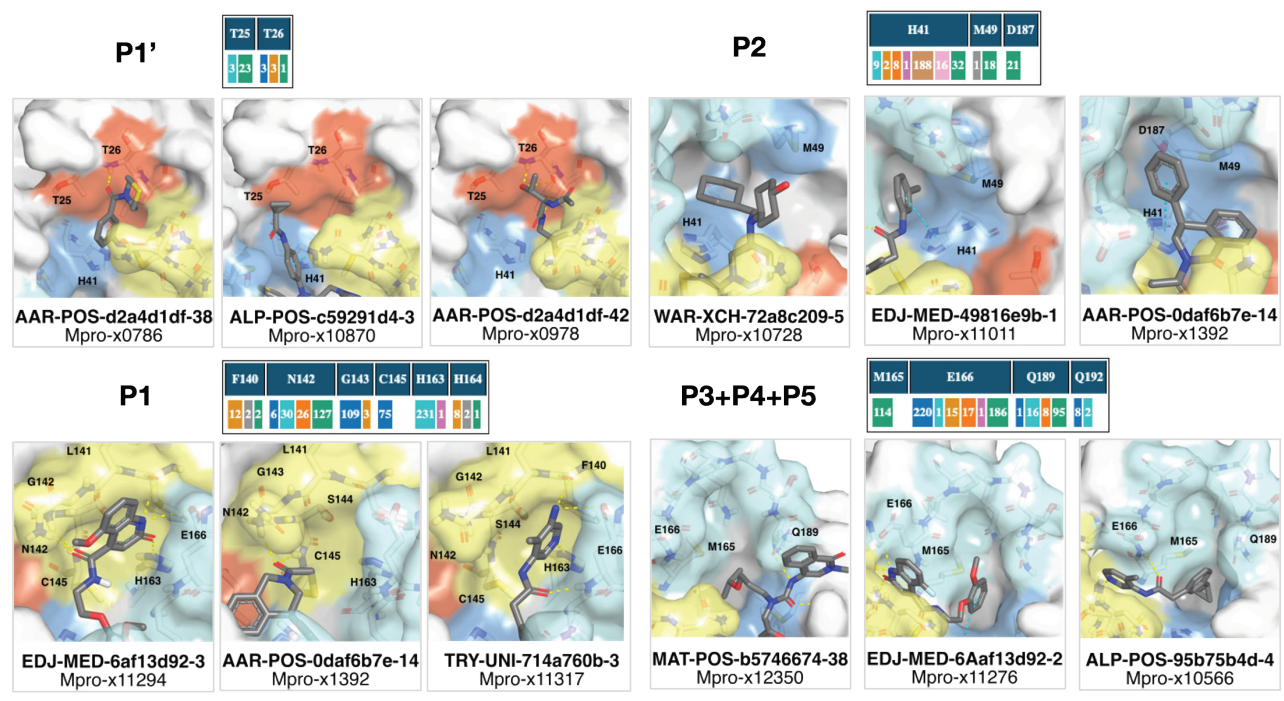 P1’
T25 T26
3 23 3 3 1
T26
T25
H41
AAR-POS-d2a4d1df-38
Mpro-x0786
T26
T25
H41
ALP-POS-c59291d4-3
Mpro-x10870
T26
T25
H41
AAR-POS-d2a4d1df-42
Mpro-x0978
P2
H41 M49 D187
9 2 8 1 188 16 32 1 18 21
M49
H41
WAR-XCH-72a8c209-5
Mpro-x10728
M49
H41
EDJ-MED-49816e9b-1
Mpro-x11011
D187
M49
H41
AAR-POS-0daf6b7e-14
Mpro-x1392
P1
F140 N142 G143 C145 H163 H164
12 2 2 6 30 26 127 109 3 75 231 1 8 2 1
L141
G142
N142
E166
C145
H163
EDJ-MED-6af13d92-3
Mpro-x11294
L141
G143
S144
N142
C145
H163
AAR-POS-0daf6b7e-14
Mpro-x1392
L141
F140
S144
N142
E166
H163
C145
TRY-UNI-714a760b-3
Mpro-x11317
P3+P4+P5
M165 E166 Q189 Q192
114 220 1 15 17 1 186 1 16 8 95 8 2
E166
Q189
M165
MAT-POS-b5746674-38
Mpro-x12350
E166
M165
EDJ-MED-6Aaf13d92-2
Mpro-x11276
E166
M165
Q189
ALP-POS-95b75b4d-4
Mpro-x10566